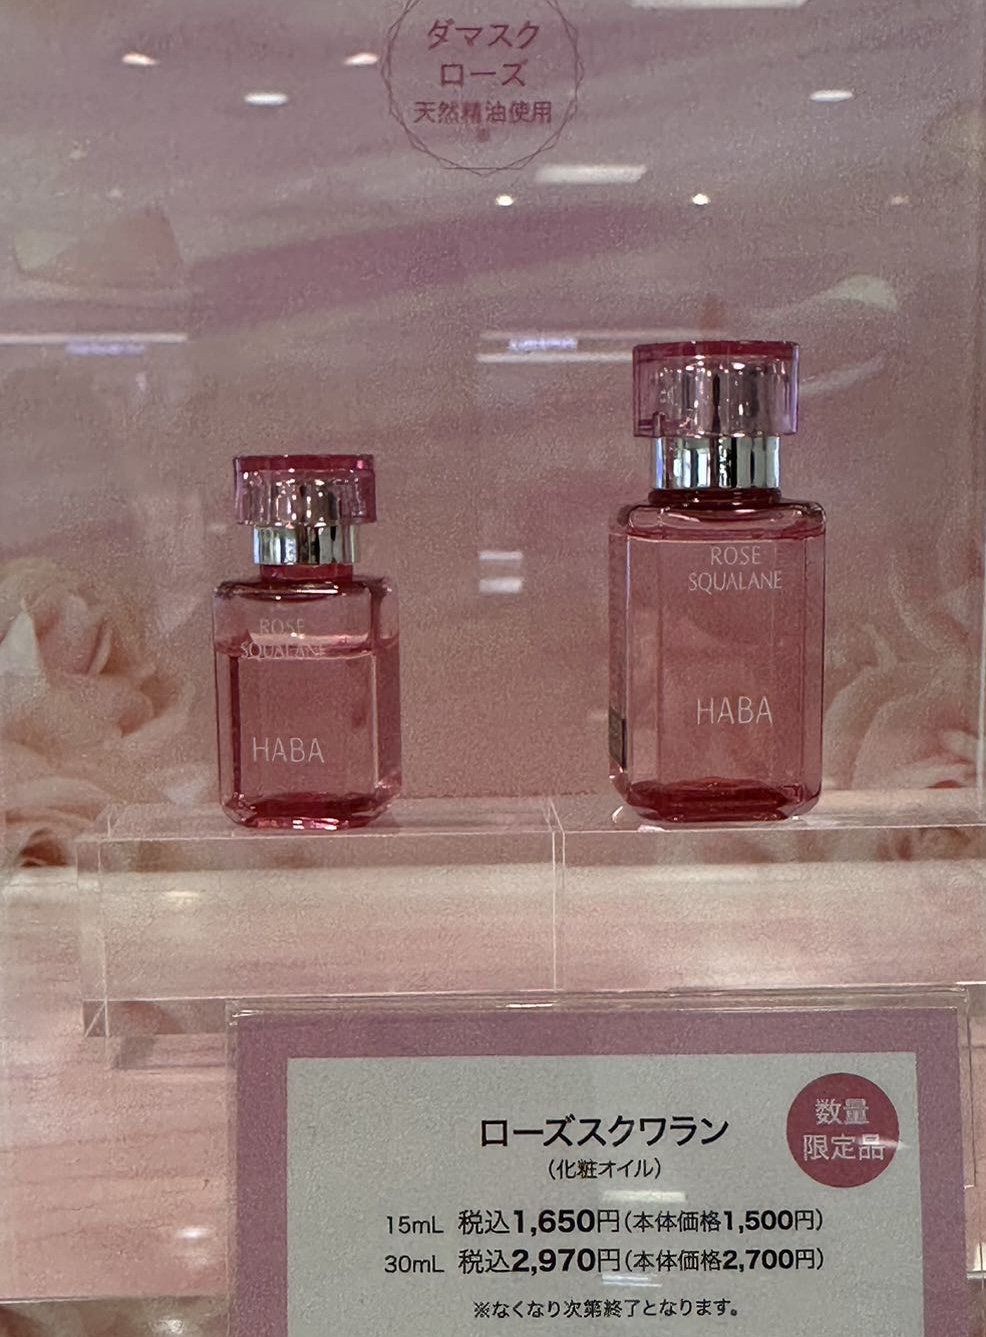 ダマスク
ローズ
天然精油使用
ROSE
SQUALANE
HABA
ROSE
SQUALANE
HABA
数量
限定品
ローズスクワラン
(化粧オイル)
15mL 税込1,650円(本体価格1,500円)
30mL 税込2,970円(本体価格2,700円)
※なくなり次第終了となります。